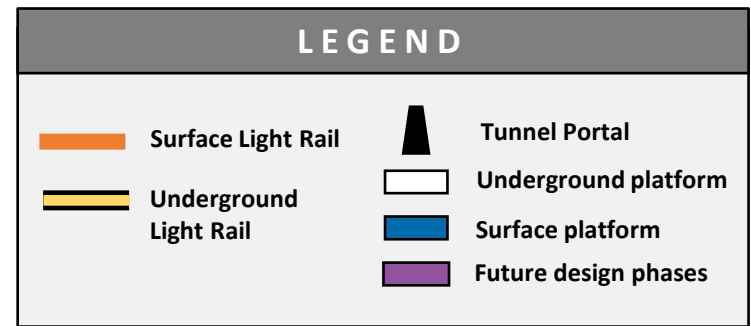 LEGEND
Surface Light Rail
Underground
Light Rail
Tunnel Portal
Underground platform
Surface platform
Future design phases